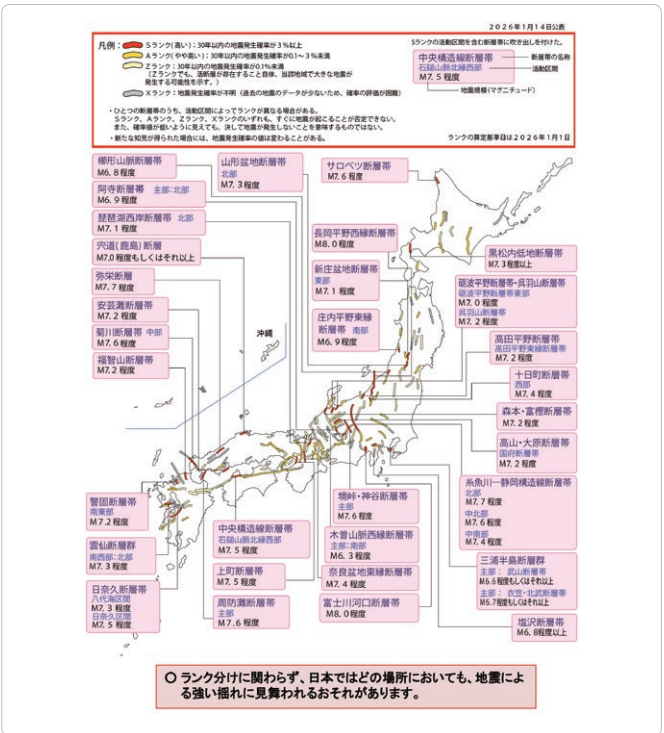 2026年1月14日公表
凡例：
Sランク(高い)：30年以内の地震発生確率が3％以上
Aランク(やや高い)：30年以内の地震発生確率が0.1～3％未満
Zランク：30年以内の地震発生確率が0.1％未満
(Zランクでも、活断層が存在すること自体、当該地域で大きな地震が
発生する可能性を示す。)
Xランク：地震発生確率が不明（過去の地震のデータが少ないため、確率の評価が困難）
・ひとつの断層帯のうち、活動区間によってランクが異なる場合がある。
Sランク、Aランク、Zランク、Xランクのいずれも、すぐに地震が起こることが否定できない。
また、確率値が低いように見えても、決して地震が発生しないことを意味するものではない。
・新たな知見が得られた場合には、地震発生確率の値は変わることがある。
Sランクの活動区間を含む断層帯に吹き出しを付けた。
中央構造線断層帯
石鎚山脈北縁西部
M7.5程度
断層帯の名称
活動区間
地震規模(マグニチュード)
ランクの算定基準日は2026年1月1日
櫛形山脈断層帯
M6.8程度
阿寺断層帯 主部:北部
M6.9程度
琵琶湖西岸断層帯 北部
M7.1程度
宍道(鹿島)断層
M7.0程度もしくはそれ以上
弥栄断層
M7.7程度
安芸灘断層帯
M7.2程度
菊川断層帯 中部
M7.6程度
福智山断層帯
M7.2程度
山形盆地断層帯
北部
M7.3程度
サロベツ断層帯
M7.6程度
長岡平野西縁断層帯
M8.0程度
新庄盆地断層帯
東部
M7.1程度
庄内平野東縁
断層帯 南部
M6.9程度
沖縄
黒松内低地断層帯
M7.3程度以上
砺波平野断層帯・呉羽山断層帯
砺波平野断層帯東部
M7.0程度
呉羽山断層帯
M7.2程度
高田平野断層帯
高田平野東縁断層帯
M7.2程度
十日町断層帯
西部
M7.4程度
森本・富樫断層帯
M7.2程度
高山・大原断層帯
国府断層帯
M7.2程度
糸魚川―静岡構造線断層帯
北部
M7.7程度
中北部
M7.6程度
中南部
M7.4程度
三浦半島断層群
主部： 武山断層帯
M6.6程度もしくはそれ以上
主部： 衣笠・北武断層帯
M6.7程度もしくはそれ以上
塩沢断層帯
M6.8程度以上
警固断層帯
南東部
M7.2程度
雲仙断層群
南西部:北部
M7.3程度
日奈久断層帯
八代海区間
M7.3程度
日奈久区間
M7.5程度
中央構造線断層帯
石鎚山脈北縁西部
M7.5程度
上町断層帯
M7.5程度
周防灘断層帯
主部
M7.6程度
境峠・神谷断層帯
主部
M7.6程度
木曽山脈西縁断層帯
主部:南部
M6.3程度
奈良盆地東縁断層帯
M7.4程度
富士川河口断層帯
M8.0程度
○ ランク分けに関わらず、日本ではどの場所においても、地震によ
る強い揺れに見舞われるおそれがあります。